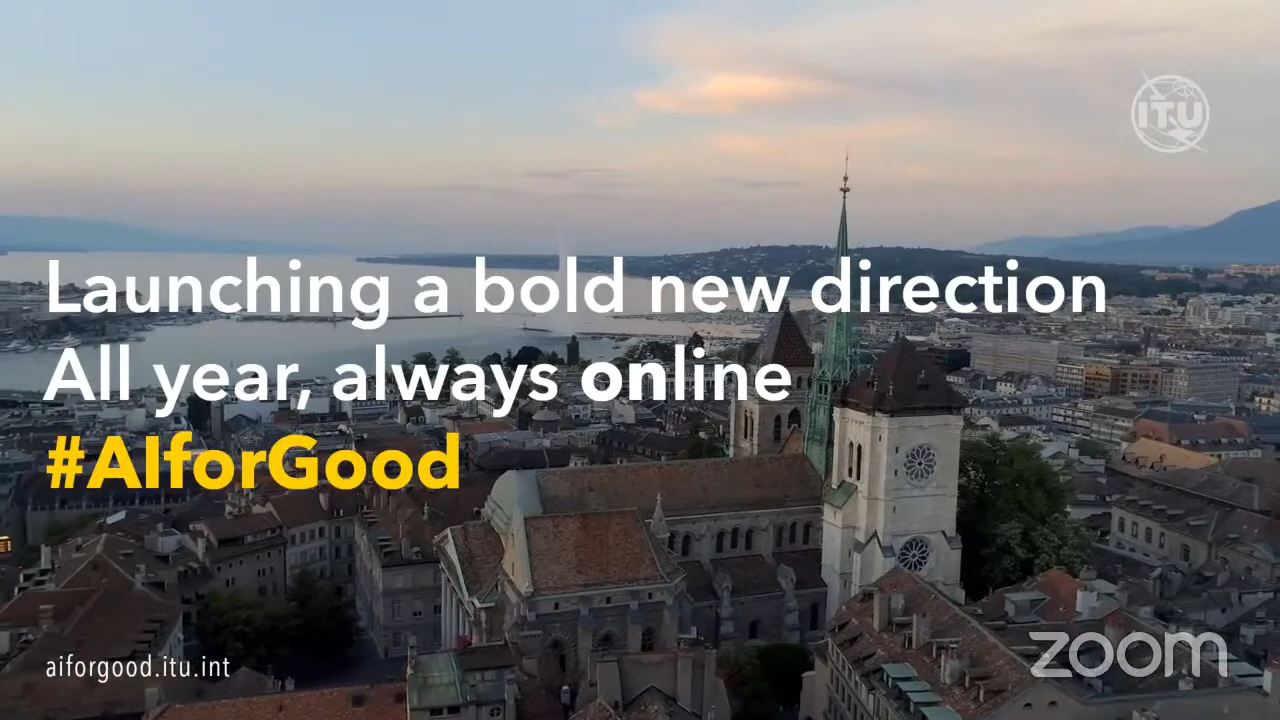 ITU
Launching a bold new direction
All year, always online
#AIforGood
aiforgood.itu.int
zoom